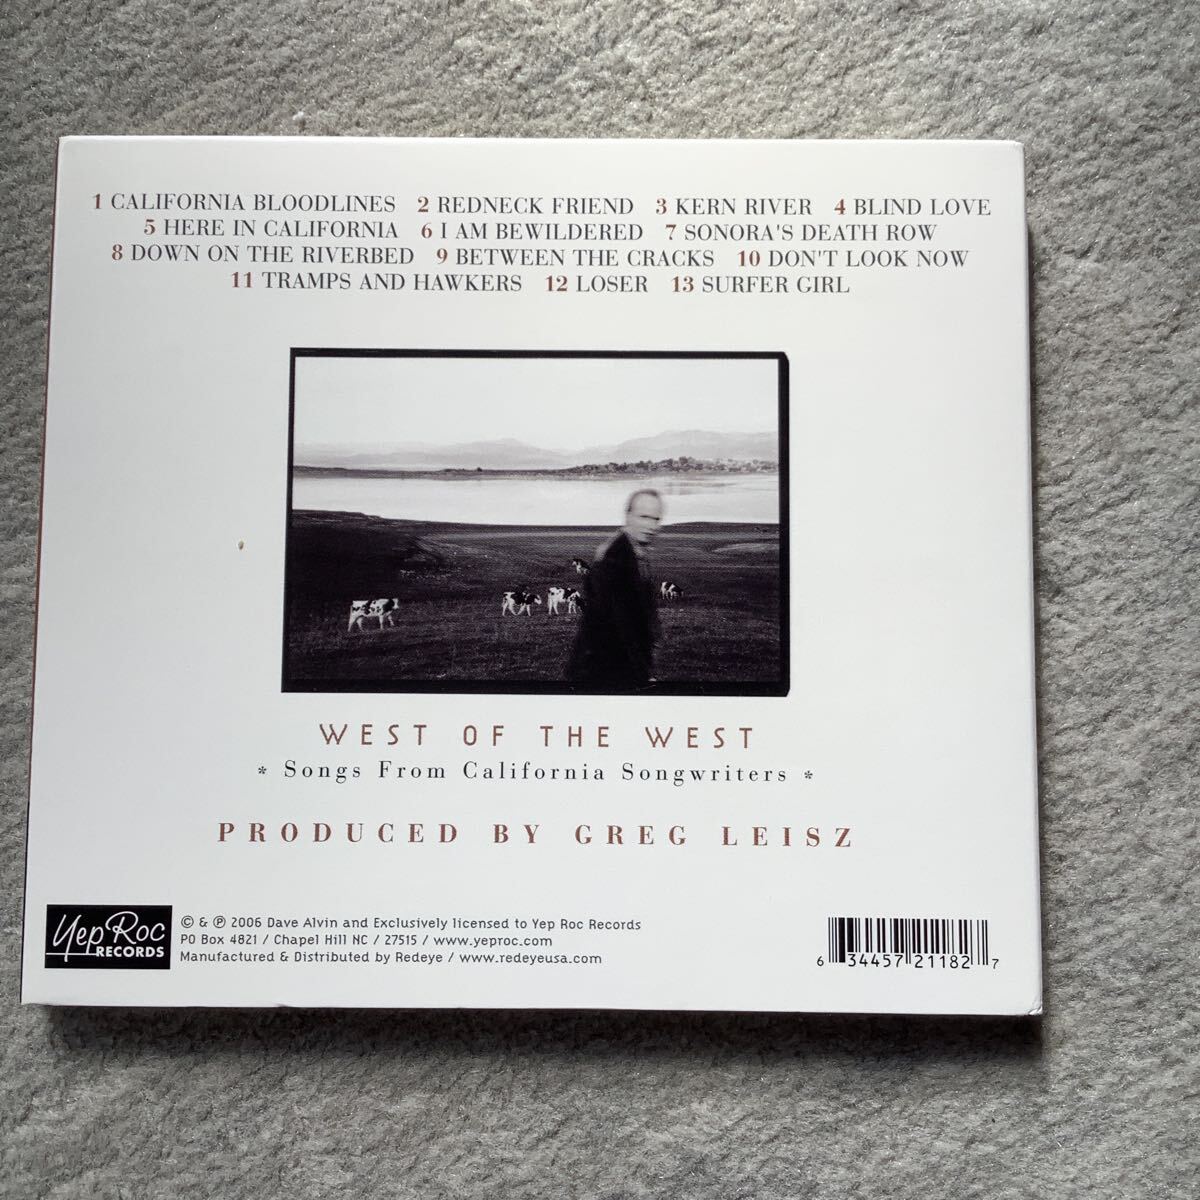 1 CALIFORNIA BLOODLINES 2 REDNECK FRIEND 3 KERN RIVER 4 BLIND LOVE
5 HERE IN CALIFORNIA 6 I AM BEWILDERED 7 SONORA'S DEATH ROW
8 DOWN ON THE RIVERBED 9 BETWEEN THE CRACKS 10 DON'T LOOK NOW
11 TRAMPS AND HAWKERS 12 LOSER 13 SURFER GIRL
WEST OF THE WEST
* Songs From California Songwriters *
PRODUCED BY GREG LEISZ
Yep Roc
RECORDS
© & ℗ 2006 Dave Alvin and Exclusively licensed to Yep Roc Records
PO Box 4821 / Chapel Hill NC / 27515 / www.yeproc.com
Manufactured & Distributed by Redeye / www.redeyeusa.com
6 34457 21182 7